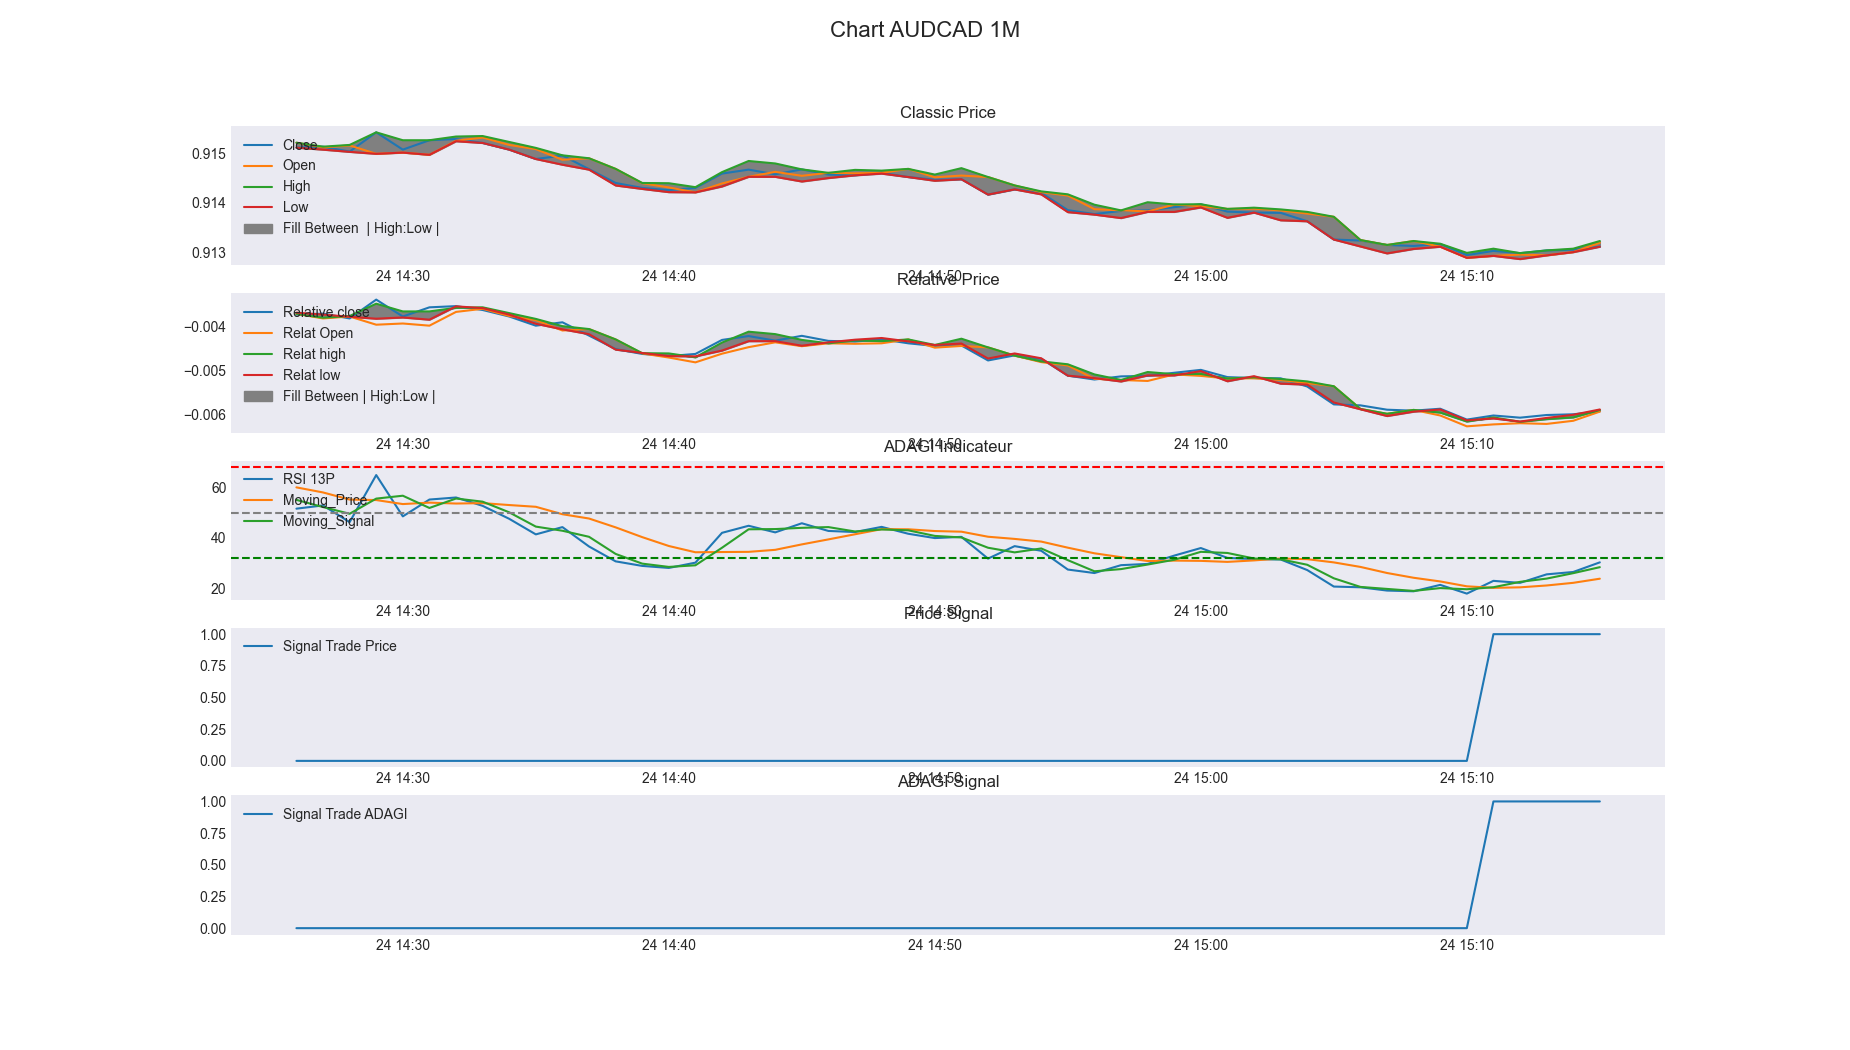 Chart AUDCAD 1M
Classic Price
Close
Open
High
Low
Fill Between | High:Low |
0.915
0.914
0.913
24 14:30 24 14:40 24 14:50 24 15:00 24 15:10
Relative Price
Relative close
Relat Open
Relat high
Relat low
Fill Between | High:Low |
−0.004
−0.005
−0.006
24 14:30 24 14:40 24 14:50 24 15:00 24 15:10
ADAGI Indicateur
RSI 13P
Moving_Price
Moving_Signal
60
40
20
24 14:30 24 14:40 24 14:50 24 15:00 24 15:10
Price Signal
Signal Trade Price
1.00
0.75
0.50
0.25
0.00
24 14:30 24 14:40 24 14:50 24 15:00 24 15:10
ADAGI Signal
Signal Trade ADAGI
1.00
0.75
0.50
0.25
0.00
24 14:30 24 14:40 24 14:50 24 15:00 24 15:10